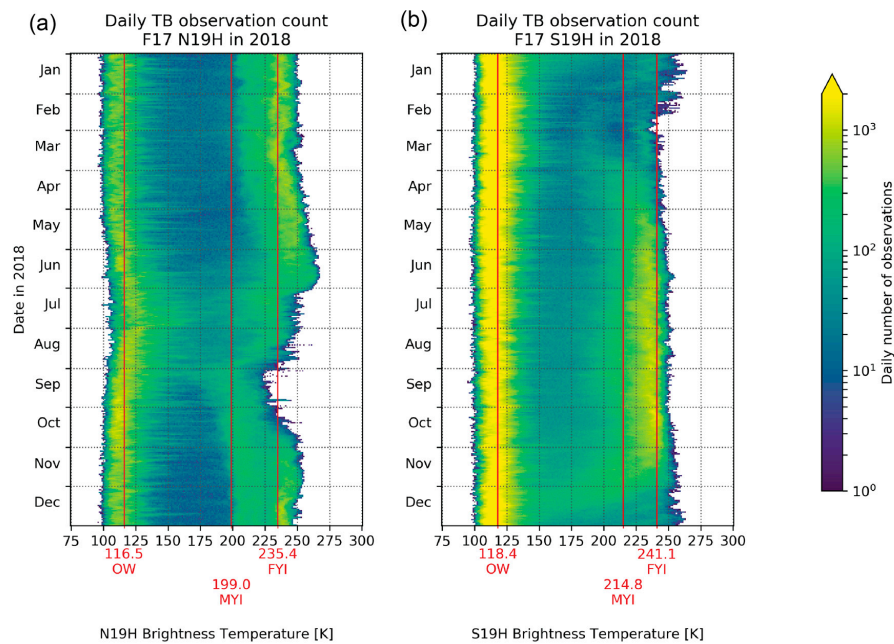 (a)
Daily TB observation count
F17 N19H in 2018
Date in 2018
Jan
Feb
Mar
Apr
May
Jun
Jul
Aug
Sep
Oct
Nov
Dec
75 100 125 150 175 200 225 250 275 300
116.5 235.4
OW FYI
199.0
MYI
N19H Brightness Temperature [K]
(b)
Daily TB observation count
F17 S19H in 2018
Jan
Feb
Mar
Apr
May
Jun
Jul
Aug
Sep
Oct
Nov
Dec
75 100 125 150 175 200 225 250 275 300
118.4 241.1
OW FYI
214.8
MYI
S19H Brightness Temperature [K]
10³
10²
10¹
10⁰
Daily number of observations